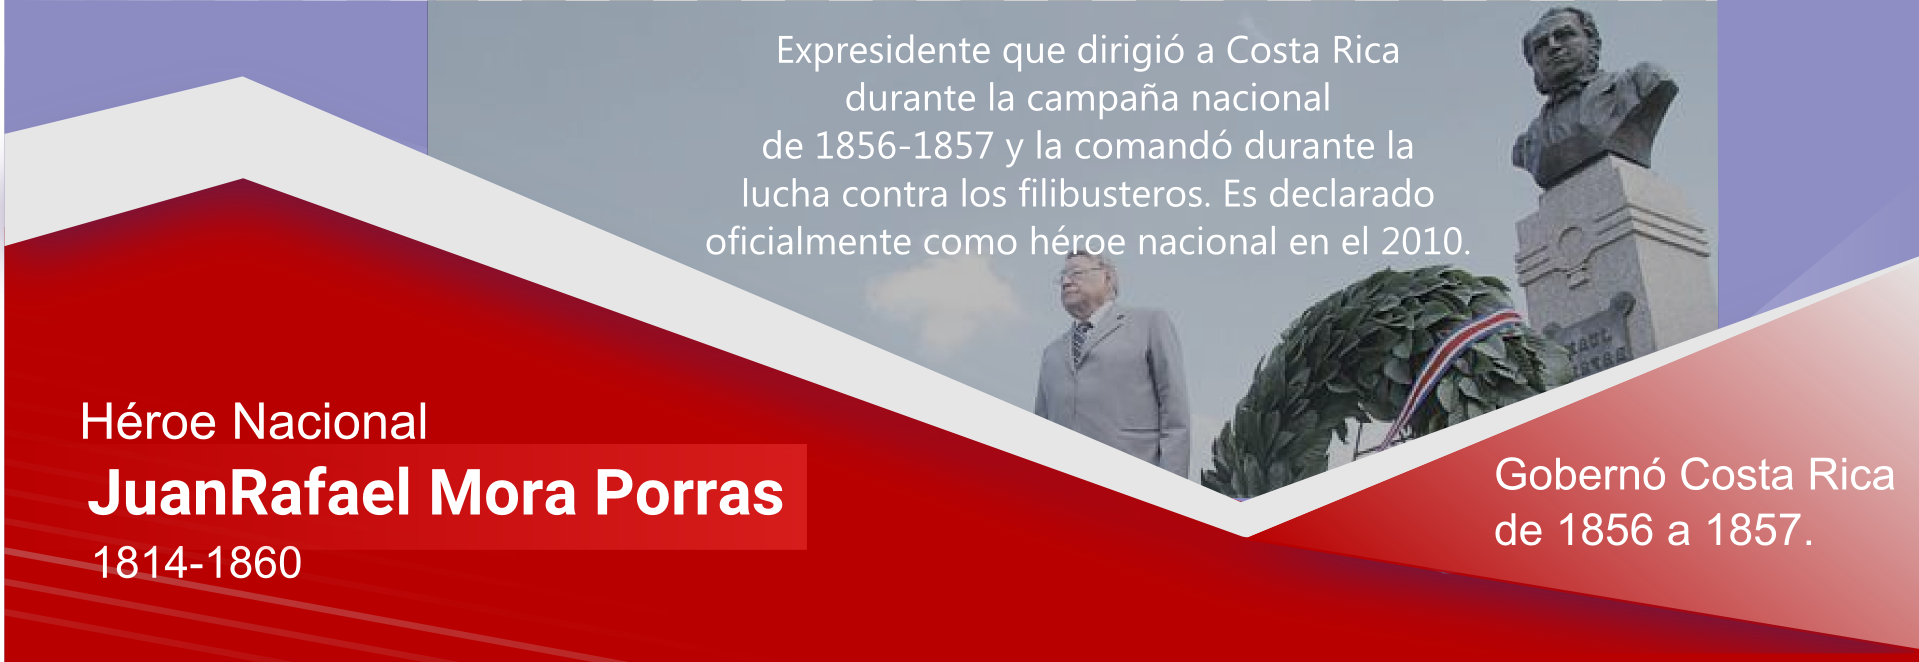 Expresidente que dirigió a Costa Rica
durante la campaña nacional
de 1856-1857 y la comandó durante la
lucha contra los filibusteros. Es declarado
oficialmente como héroe nacional en el 2010.
Héroe Nacional
JuanRafael Mora Porras
1814-1860
Gobernó Costa Rica
de 1856 a 1857.